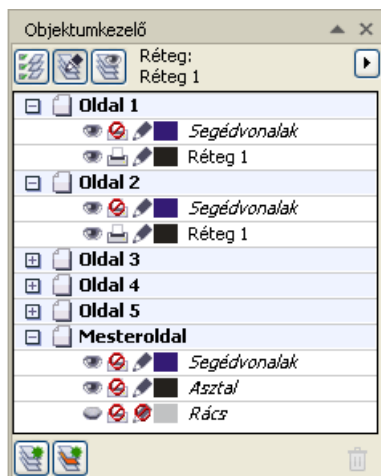 Objektumkezelő
Réteg:
Réteg 1
Oldal 1
Segédvonalak
Réteg 1
Oldal 2
Segédvonalak
Réteg 1
Oldal 3
Oldal 4
Oldal 5
Mesteroldal
Segédvonalak
Asztal
Rács